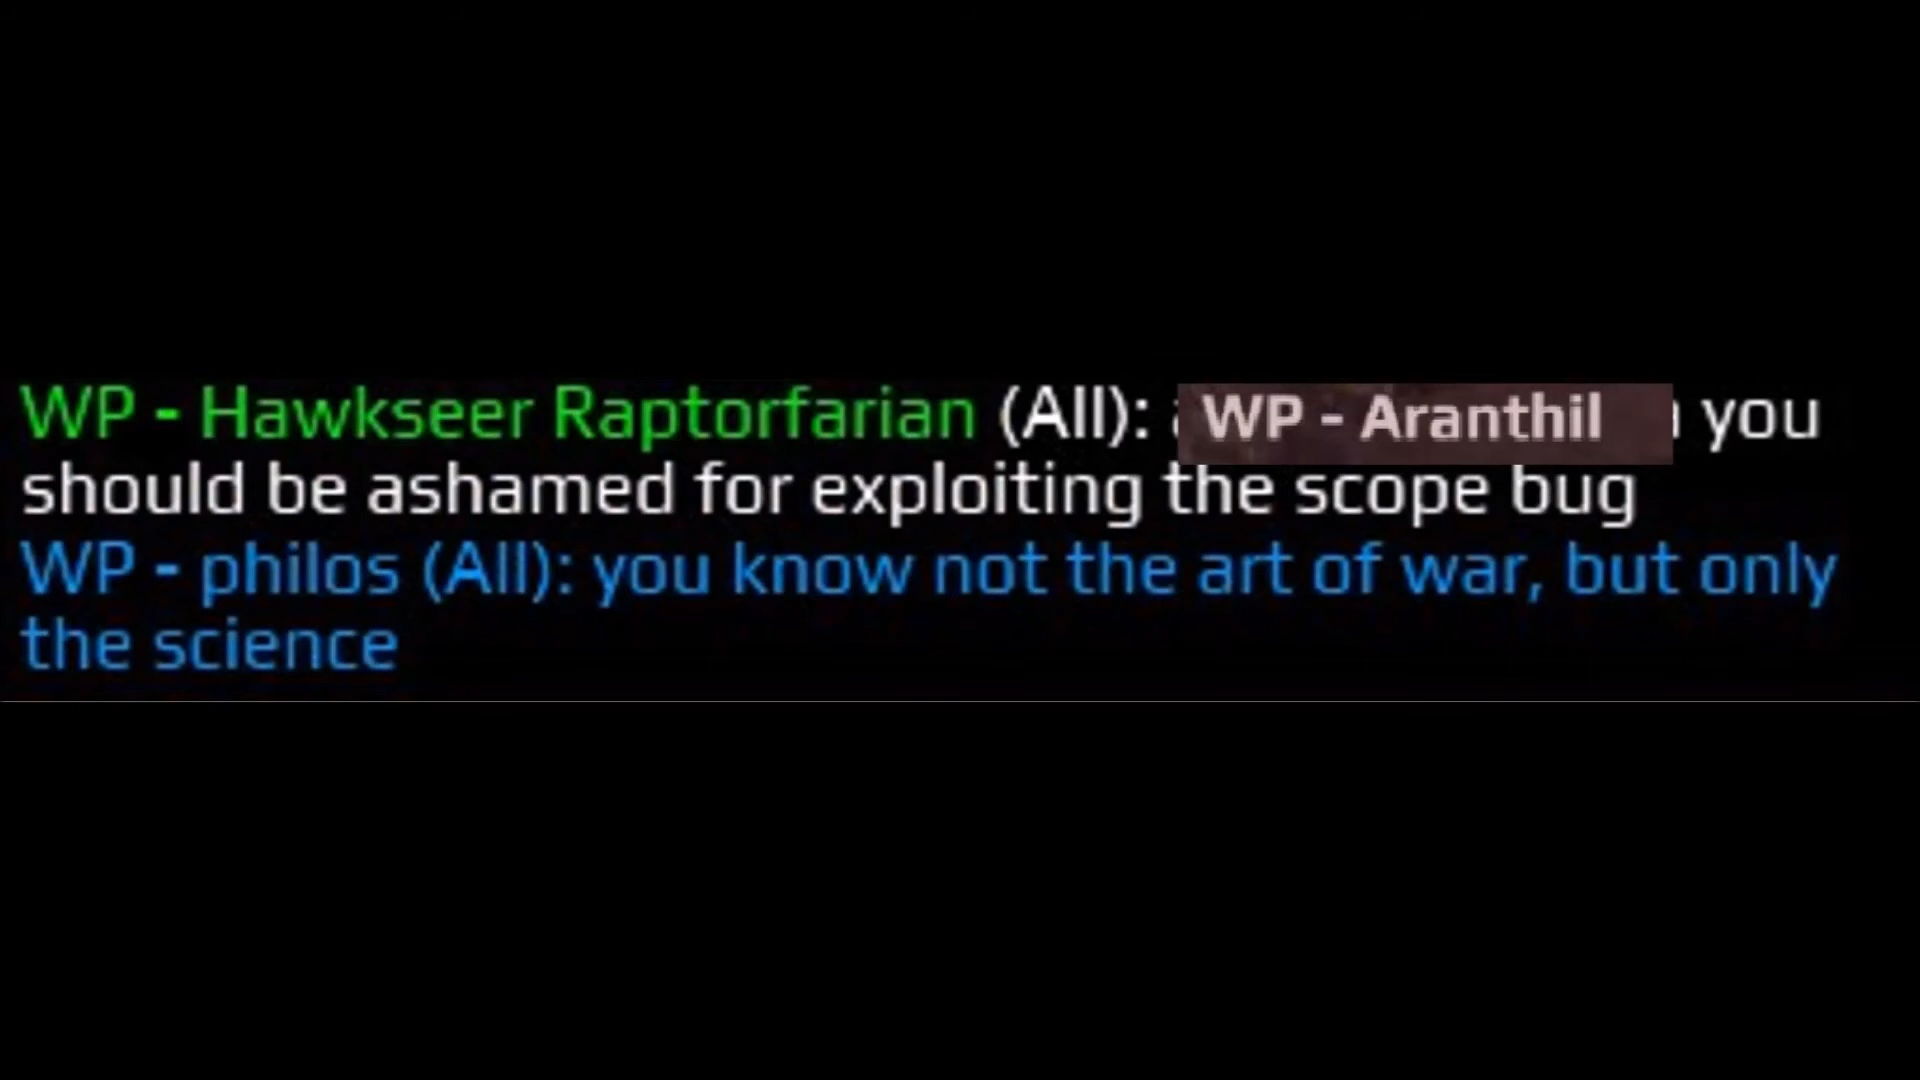 WP - Hawkseer Raptorfarian (All): WP - Aranthil you
should be ashamed for exploiting the scope bug
WP - philos (All): you know not the art of war, but only
the science